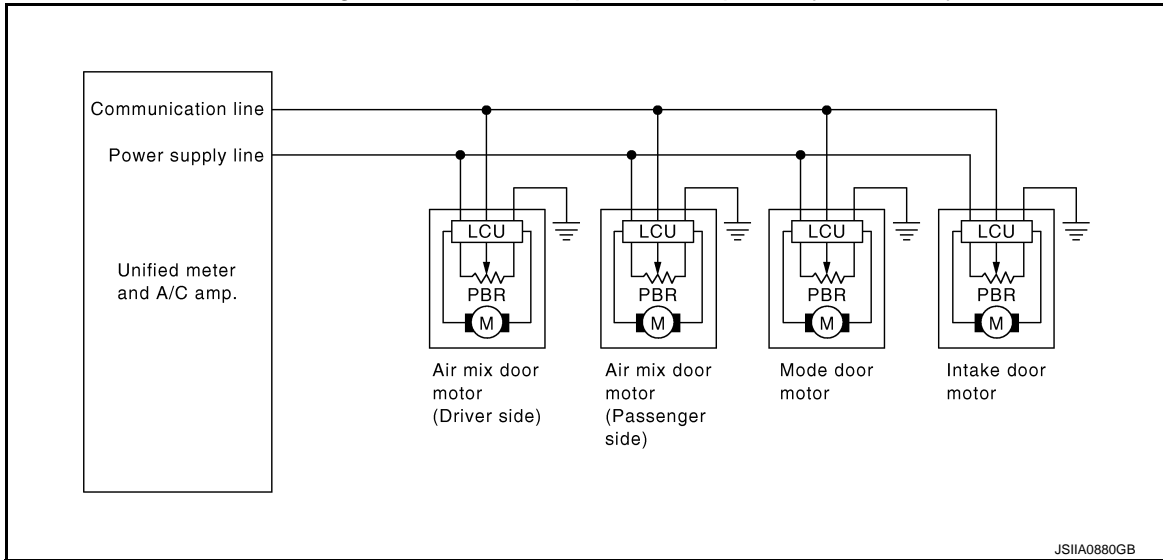 Communication line
Power supply line
Unified meter
and A/C amp.
LCU
PBR
M
Air mix door
motor
(Driver side)
LCU
PBR
M
Air mix door
motor
(Passenger
side)
LCU
PBR
M
Mode door
motor
LCU
PBR
M
Intake door
motor
JSIIA0880GB